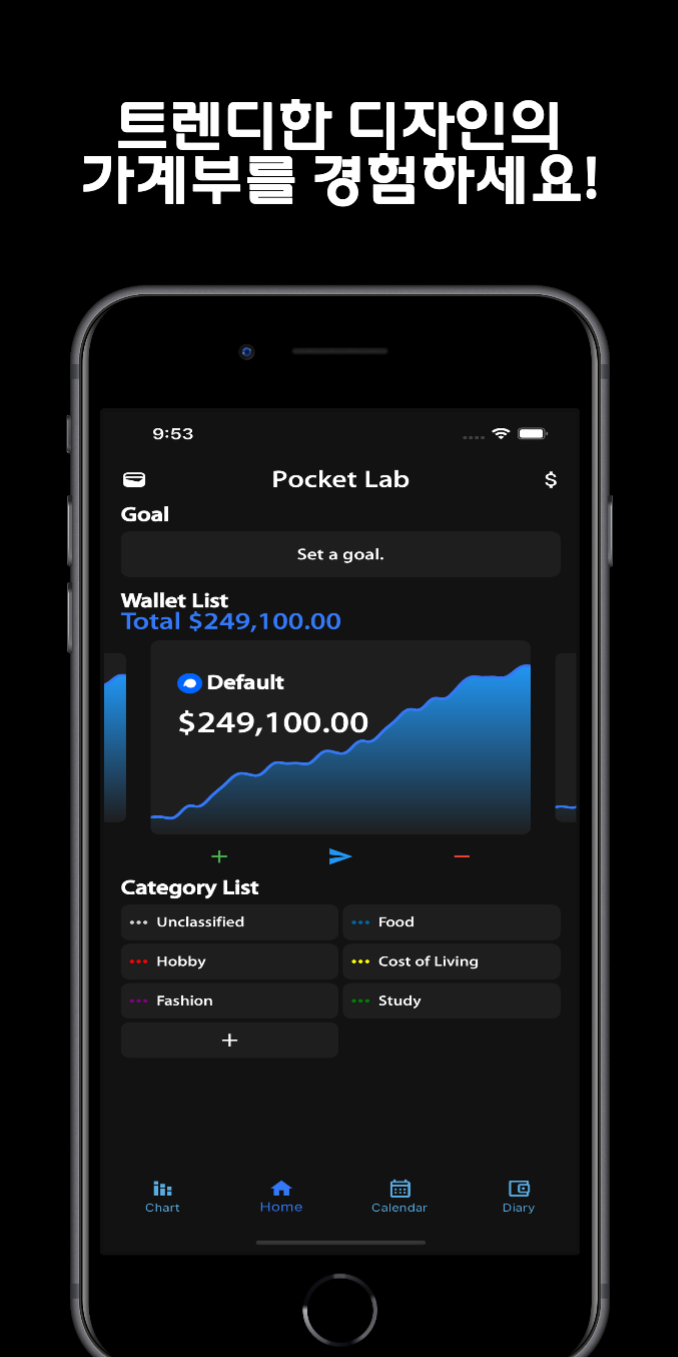 트렌디한 디자인의
가계부를 경험하세요!
9:53
Pocket Lab
$
Goal
Set a goal.
Wallet List
Total $249,100.00
Default
$249,100.00
Category List
Unclassified
Food
Hobby
Cost of Living
Fashion
Study
Chart
Home
Calendar
Diary